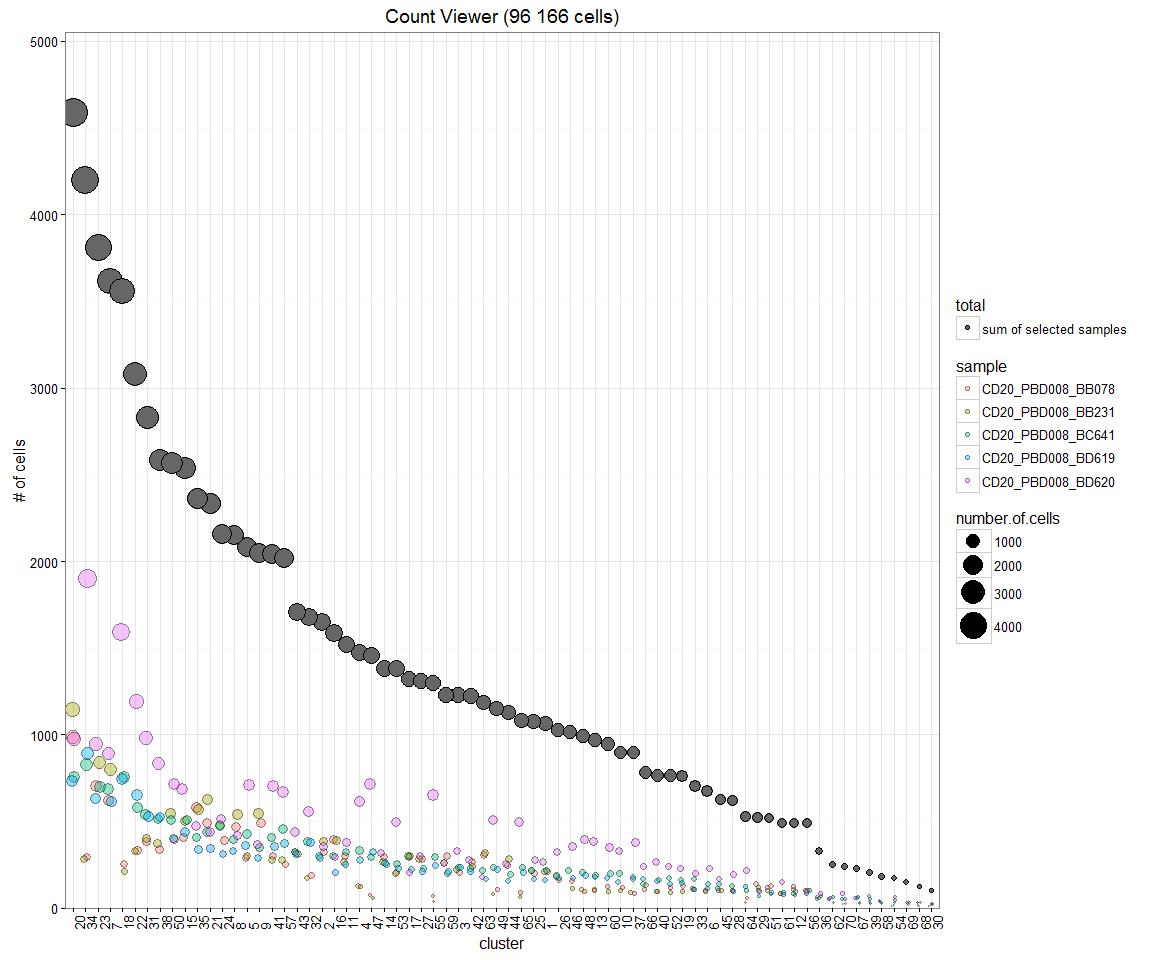 Count Viewer (96 166 cells)
5000
4000
3000
2000
1000
0
# of cells
20 34 23 7 18 22 31 38 50 15 35 21 24 8 5 9 41 57 43 32 2 16 11 4 47 14 53 17 27 55 59 3 42 63 49 44 65 25 1 26 46 48 13 60 10 37 66 40 52 19 33 6 45 28 64 29 51 61 12 56 36 62 70 67 39 58 54 69 68 30
cluster
total
sum of selected samples
sample
CD20_PBD008_BB078
CD20_PBD008_BB231
CD20_PBD008_BC641
CD20_PBD008_BD619
CD20_PBD008_BD620
number.of.cells
1000
2000
3000
4000